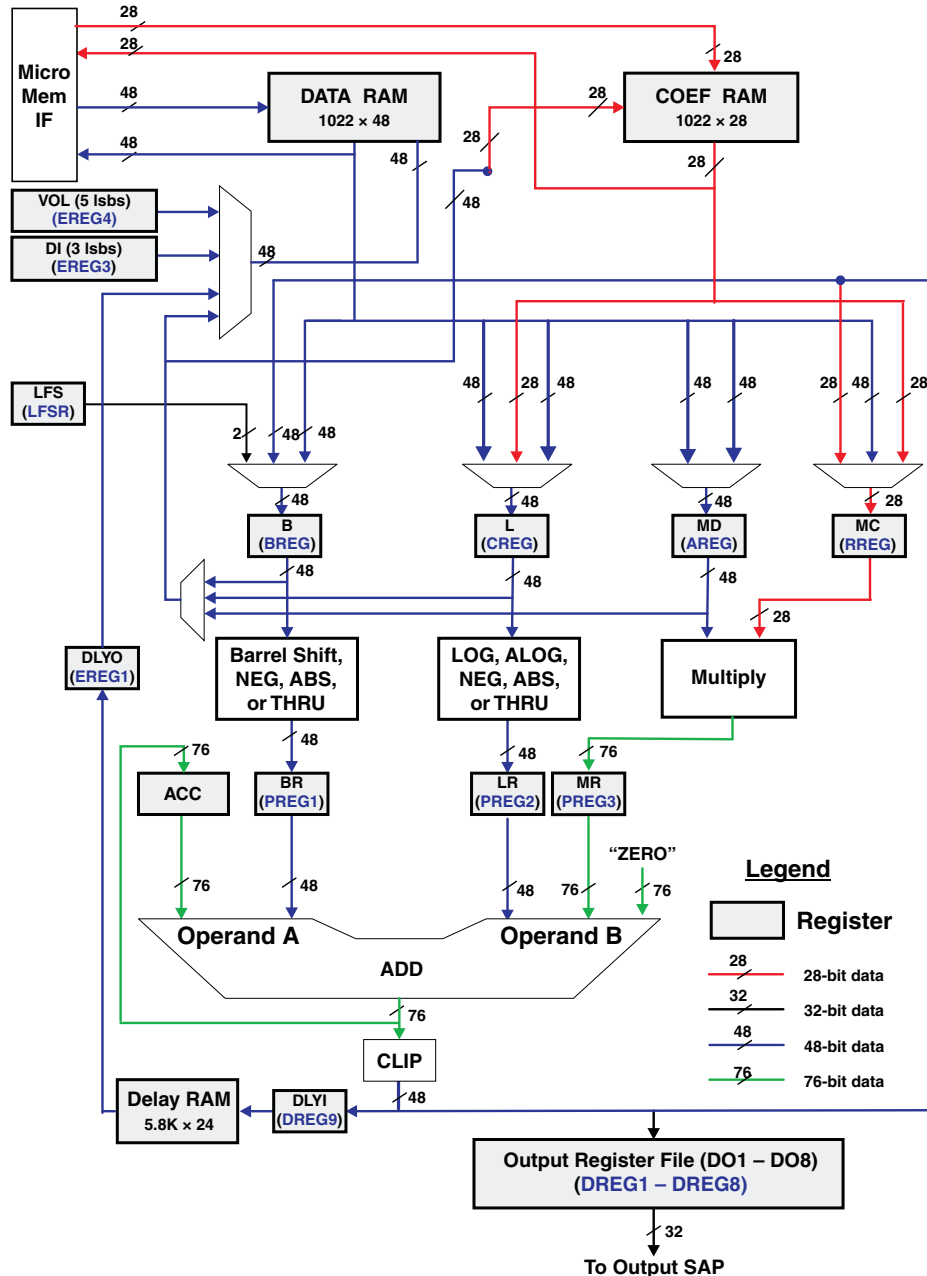 28
28
28
Micro
Mem
IF
48
48
DATA RAM
1022 × 48
COEF RAM
1022 × 28
28
28
28
48
48
VOL (5 lsbs)
(EREG4)
DI (3 lsbs)
(EREG3)
48
LFS
(LFSR)
2
48
48
48
28
48
48
48
28
48
28
48
48
48
28
B
(BREG)
L
(CREG)
MD
(AREG)
MC
(RREG)
48
48
48
28
DLYO
(EREG1)
Barrel Shift,
NEG, ABS,
or THRU
LOG, ALOG,
NEG, ABS,
or THRU
Multiply
48
48
76
76
ACC
BR
(PREG1)
LR
(PREG2)
MR
(PREG3)
"ZERO"
76
48
48
76
76
Operand A
Operand B
ADD
76
CLIP
48
Delay RAM
5.8K × 24
DLYI
(DREG9)
Legend
Register
28
28-bit data
32
32-bit data
48
48-bit data
76
76-bit data
Output Register File (DO1 – DO8)
(DREG1 – DREG8)
32
To Output SAP